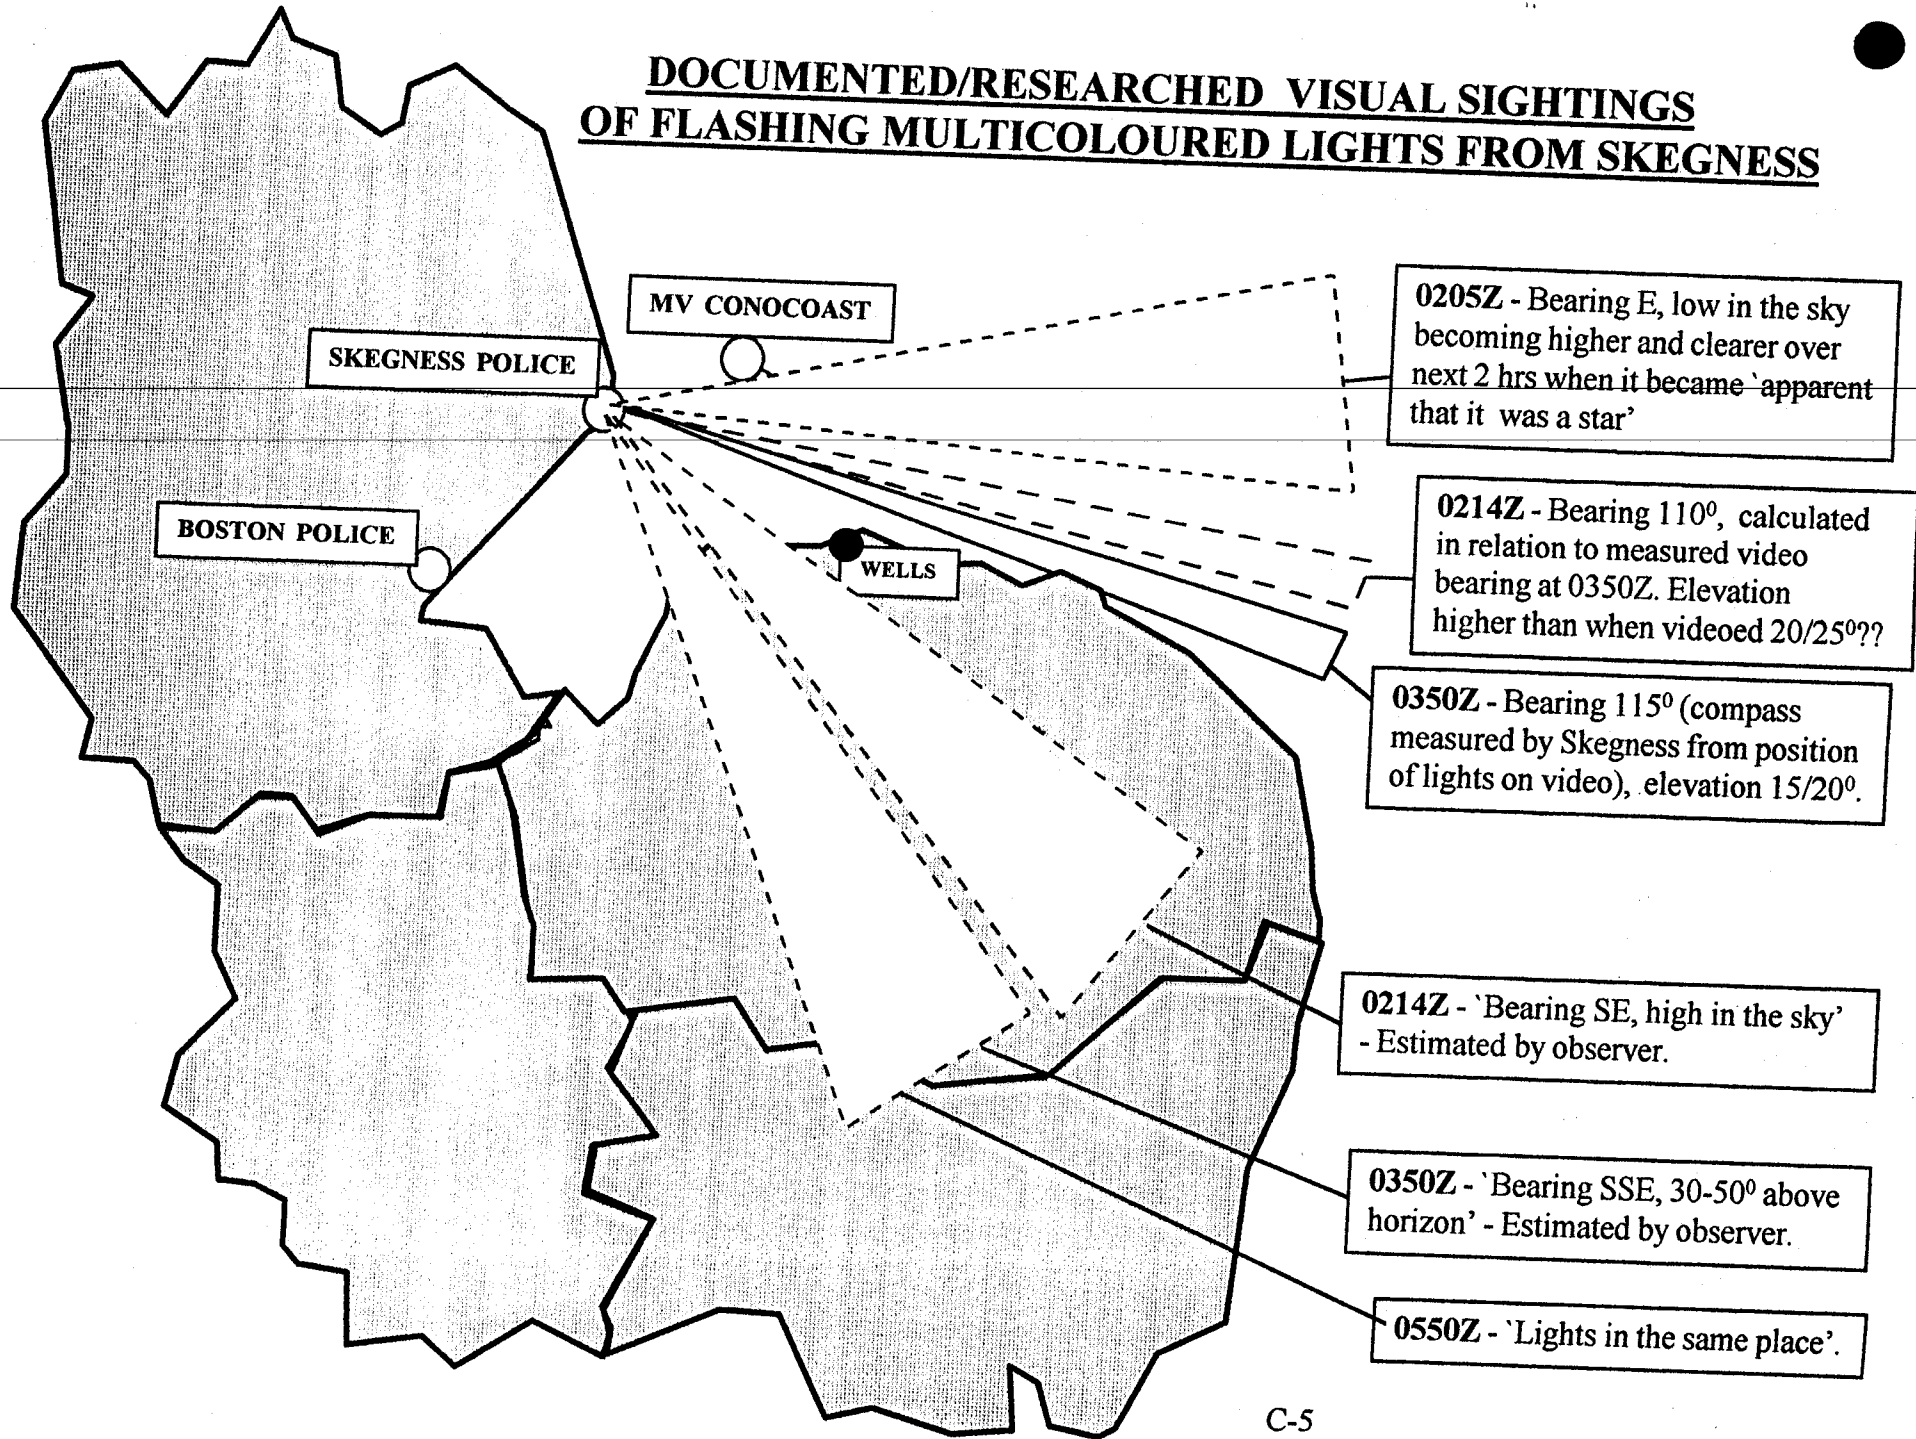 DOCUMENTED/RESEARCHED VISUAL SIGHTINGS
OF FLASHING MULTICOLOURED LIGHTS FROM SKEGNESS
MV CONOCOAST
SKEGNESS POLICE
BOSTON POLICE
WELLS
0205Z - Bearing E, low in the sky
becoming higher and clearer over
next 2 hrs when it became `apparent
that it was a star'
0214Z - Bearing 110⁰, calculated
in relation to measured video
bearing at 0350Z. Elevation
higher than when videoed 20/25⁰??
0350Z - Bearing 115⁰ (compass
measured by Skegness from position
of lights on video), elevation 15/20⁰.
0214Z - `Bearing SE, high in the sky'
- Estimated by observer.
0350Z - `Bearing SSE, 30-50⁰ above
horizon' - Estimated by observer.
0550Z - `Lights in the same place'.
C-5